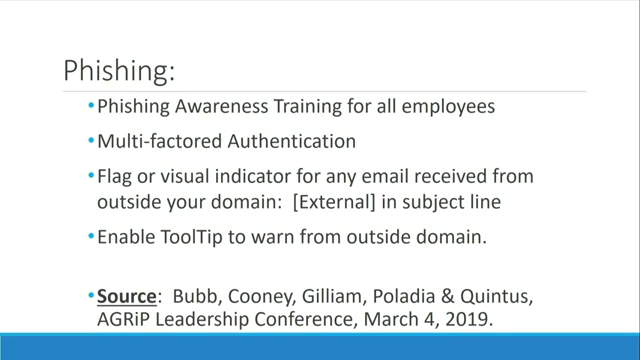 Phishing:
•Phishing Awareness Training for all employees
•Multi-factored Authentication
•Flag or visual indicator for any email received from
outside your domain: [External] in subject line
•Enable ToolTip to warn from outside domain.
•Source: Bubb, Cooney, Gilliam, Poladia & Quintus,
AGRiP Leadership Conference, March 4, 2019.